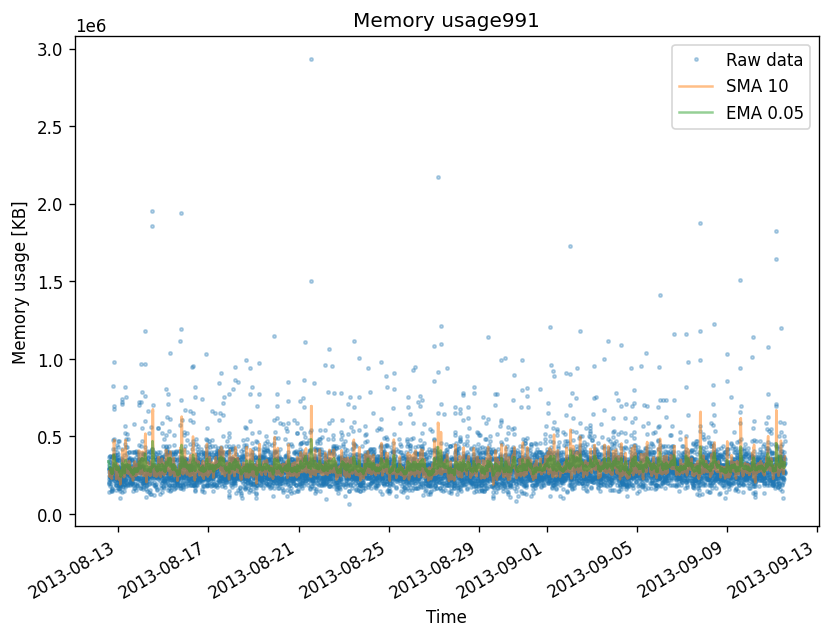 Memory usage991
1e6
Raw data
SMA 10
EMA 0.05
Memory usage [KB]
3.0
2.5
2.0
1.5
1.0
0.5
0.0
2013-08-13
2013-08-17
2013-08-21
2013-08-25
2013-08-29
2013-09-01
2013-09-05
2013-09-09
2013-09-13
Time